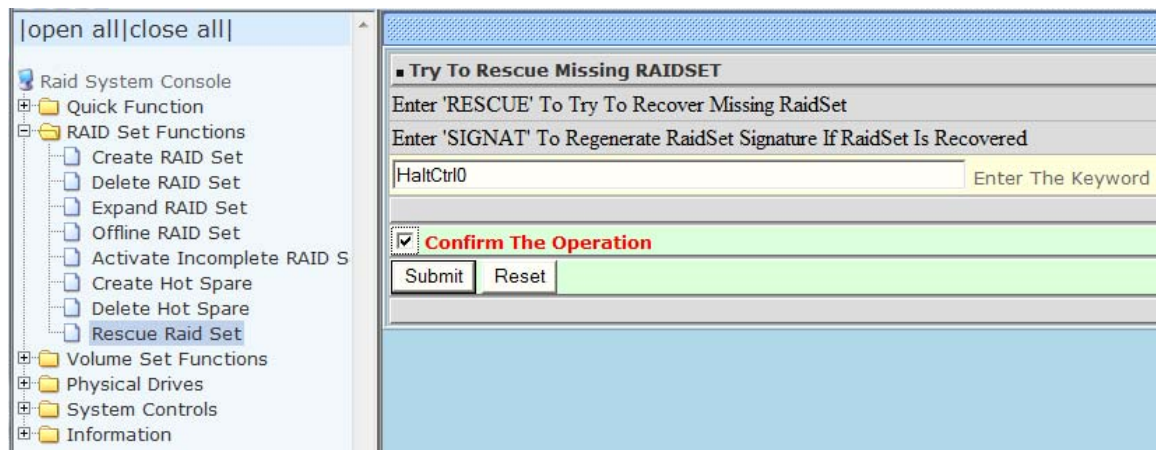 |open all|close all|
Raid System Console
Quick Function
RAID Set Functions
Create RAID Set
Delete RAID Set
Expand RAID Set
Offline RAID Set
Activate Incomplete RAID S
Create Hot Spare
Delete Hot Spare
Rescue Raid Set
Volume Set Functions
Physical Drives
System Controls
Information
Try To Rescue Missing RAIDSET
Enter 'RESCUE' To Try To Recover Missing RaidSet
Enter 'SIGNAT' To Regenerate RaidSet Signature If RaidSet Is Recovered
HaltCtrl0 Enter The Keyword
Confirm The Operation
Submit Reset